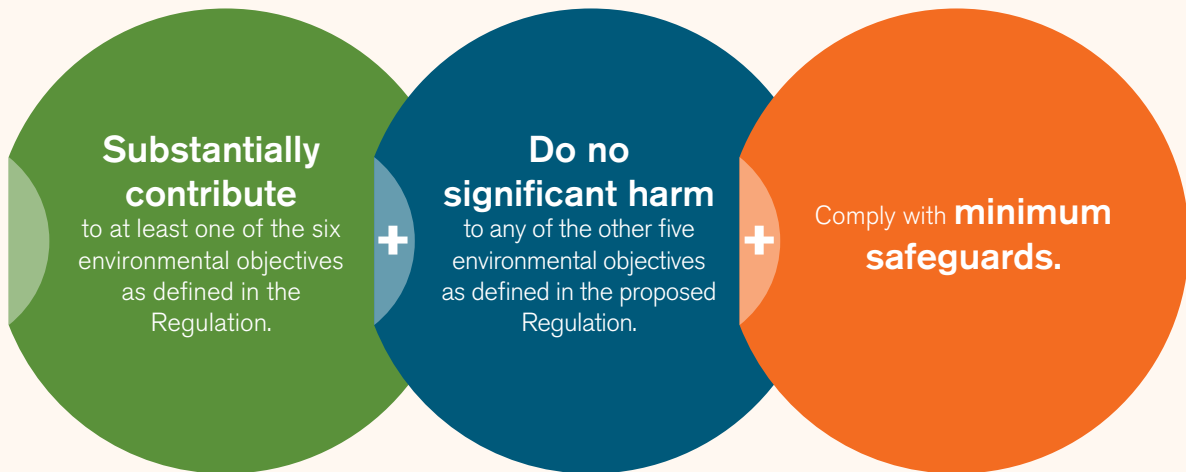 Substantially
contribute
to at least one of the six
environmental objectives
as defined in the
Regulation.
+
Do no
significant harm
to any of the other five
environmental objectives
as defined in the proposed
Regulation.
+
Comply with minimum
safeguards.